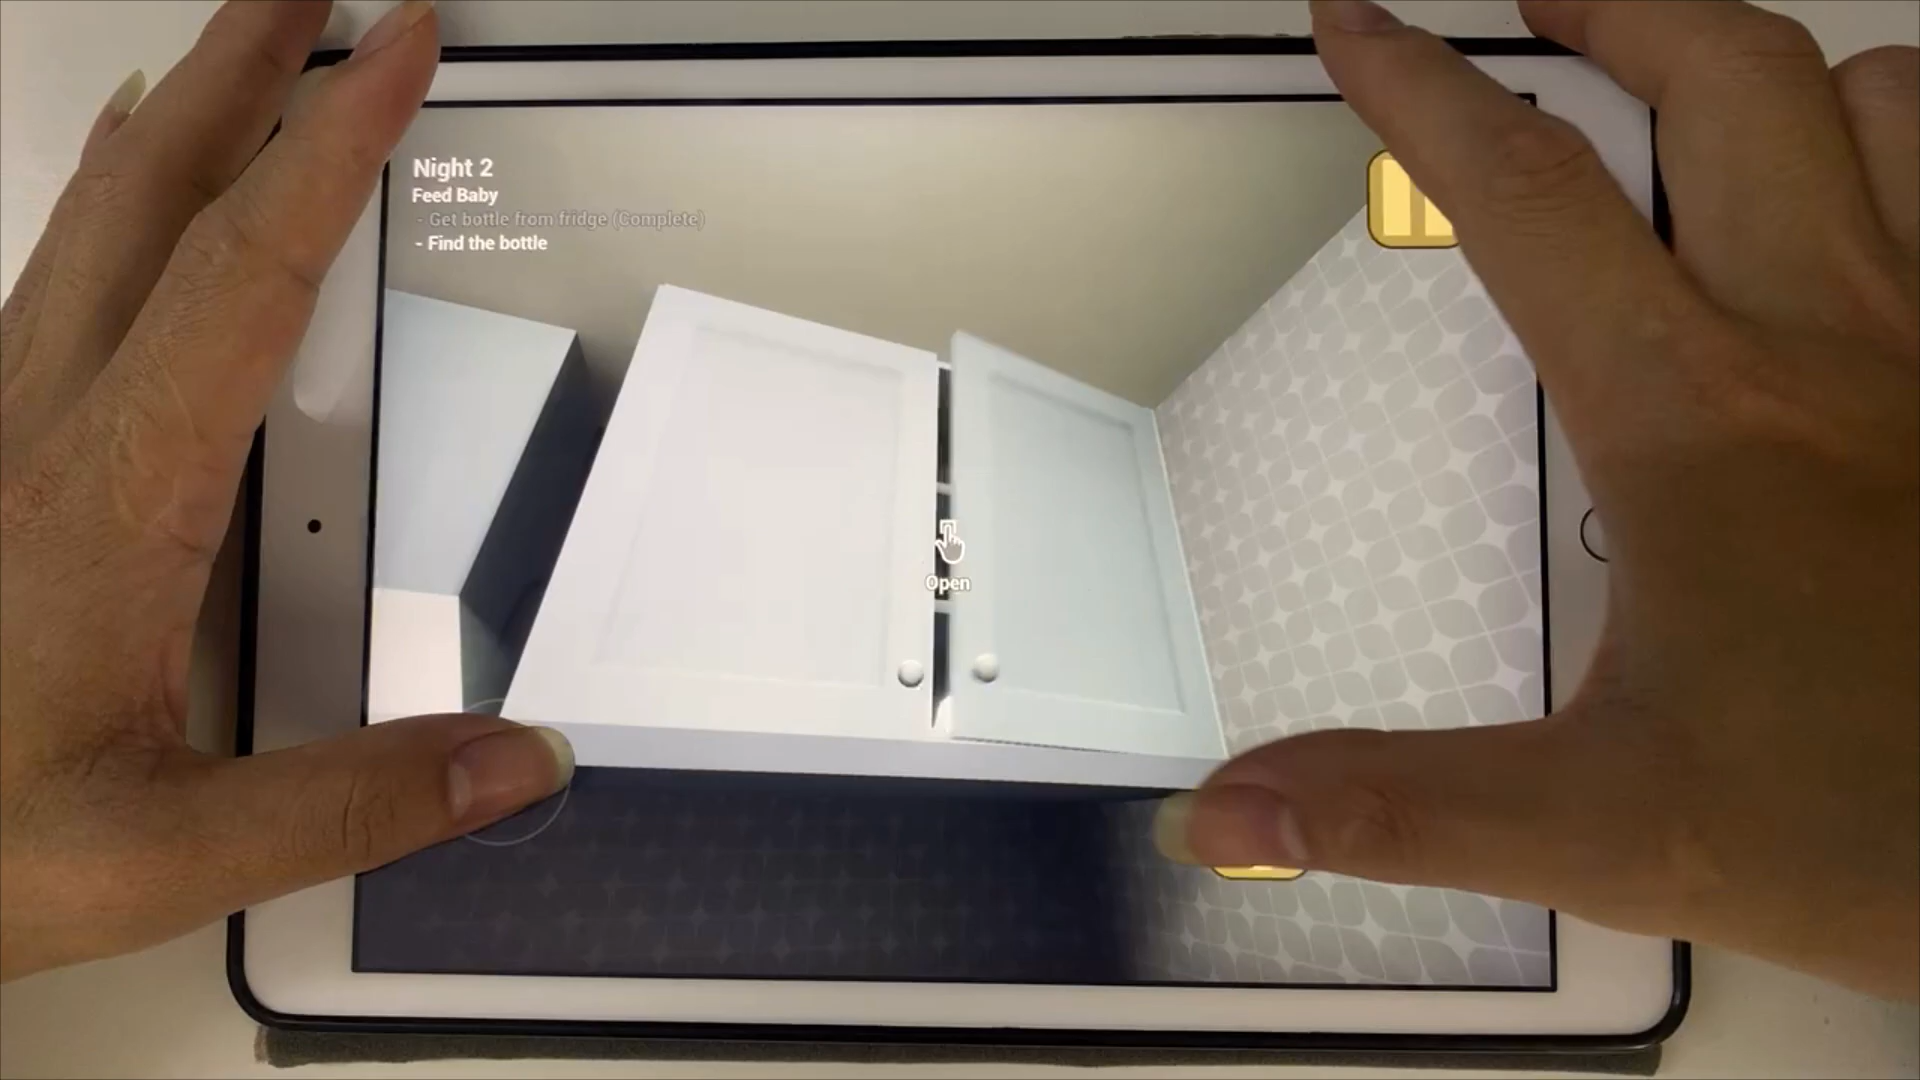 Night 2
Feed Baby
- Get bottle from fridge (Complete)
- Find the bottle
Open